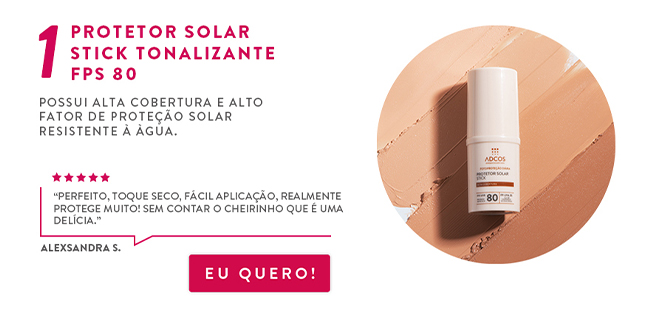 1
PROTETOR SOLAR
STICK TONALIZANTE
FPS 80
POSSUI ALTA COBERTURA E ALTO
FATOR DE PROTEÇÃO SOLAR
RESISTENTE À ÀGUA.
★★★★★
“PERFEITO, TOQUE SECO, FÁCIL APLICAÇÃO, REALMENTE
PROTEGE MUITO! SEM CONTAR O CHEIRINHO QUE É UMA
DELÍCIA.”
ALEXSANDRA S.
EU QUERO!
ADCOS
PROTETOR SOLAR
STICK
80